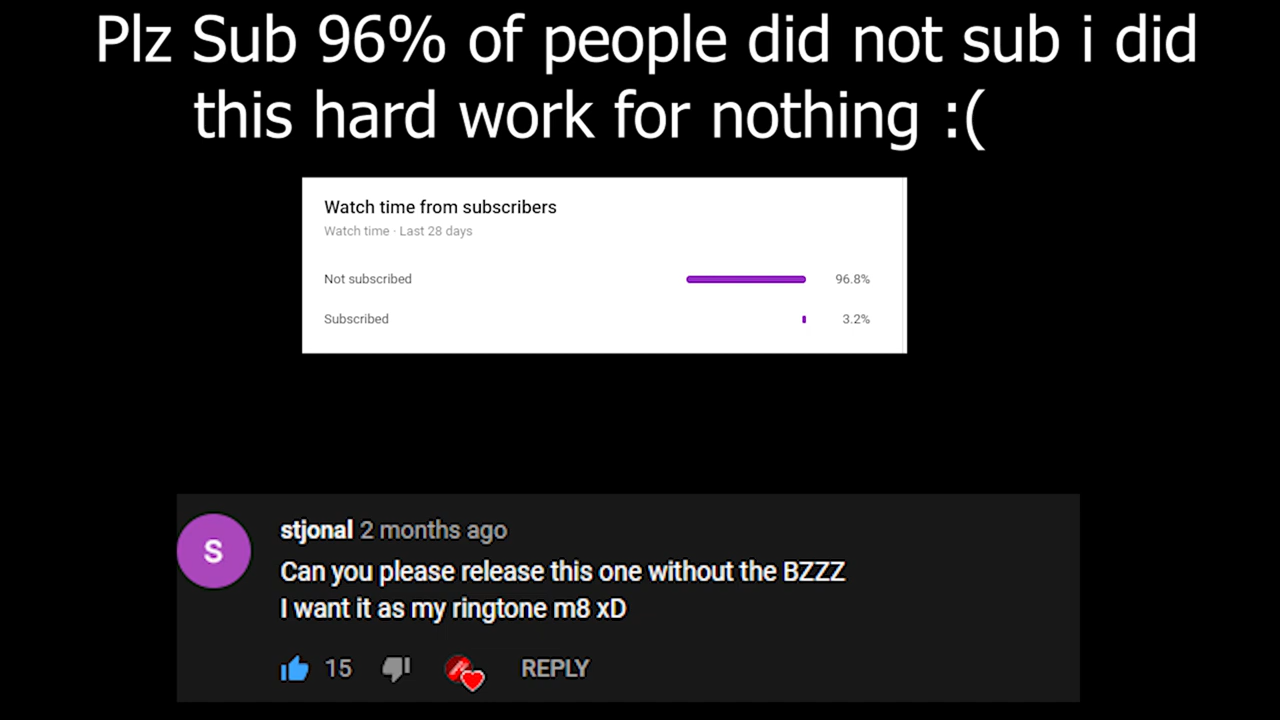 Plz Sub 96% of people did not sub i did
this hard work for nothing :(
Watch time from subscribers
Watch time · Last 28 days
Not subscribed 96.8%
Subscribed 3.2%
S
stjonal 2 months ago
Can you please release this one without the BZZZ
I want it as my ringtone m8 xD
15 REPLY